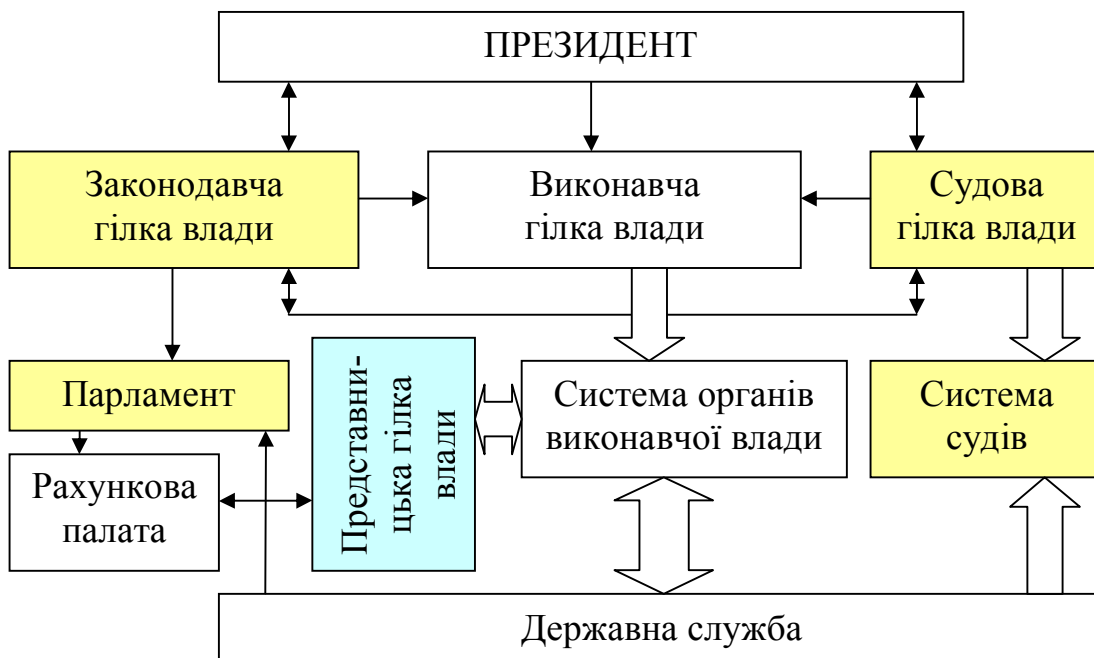 ПРЕЗИДЕНТ
Законодавча
гілка влади
Виконавча
гілка влади
Судова
гілка влади
Парламент
Представни-
цька гілка
влади
Система органів
виконавчої влади
Система
судів
Рахункова
палата
Державна служба